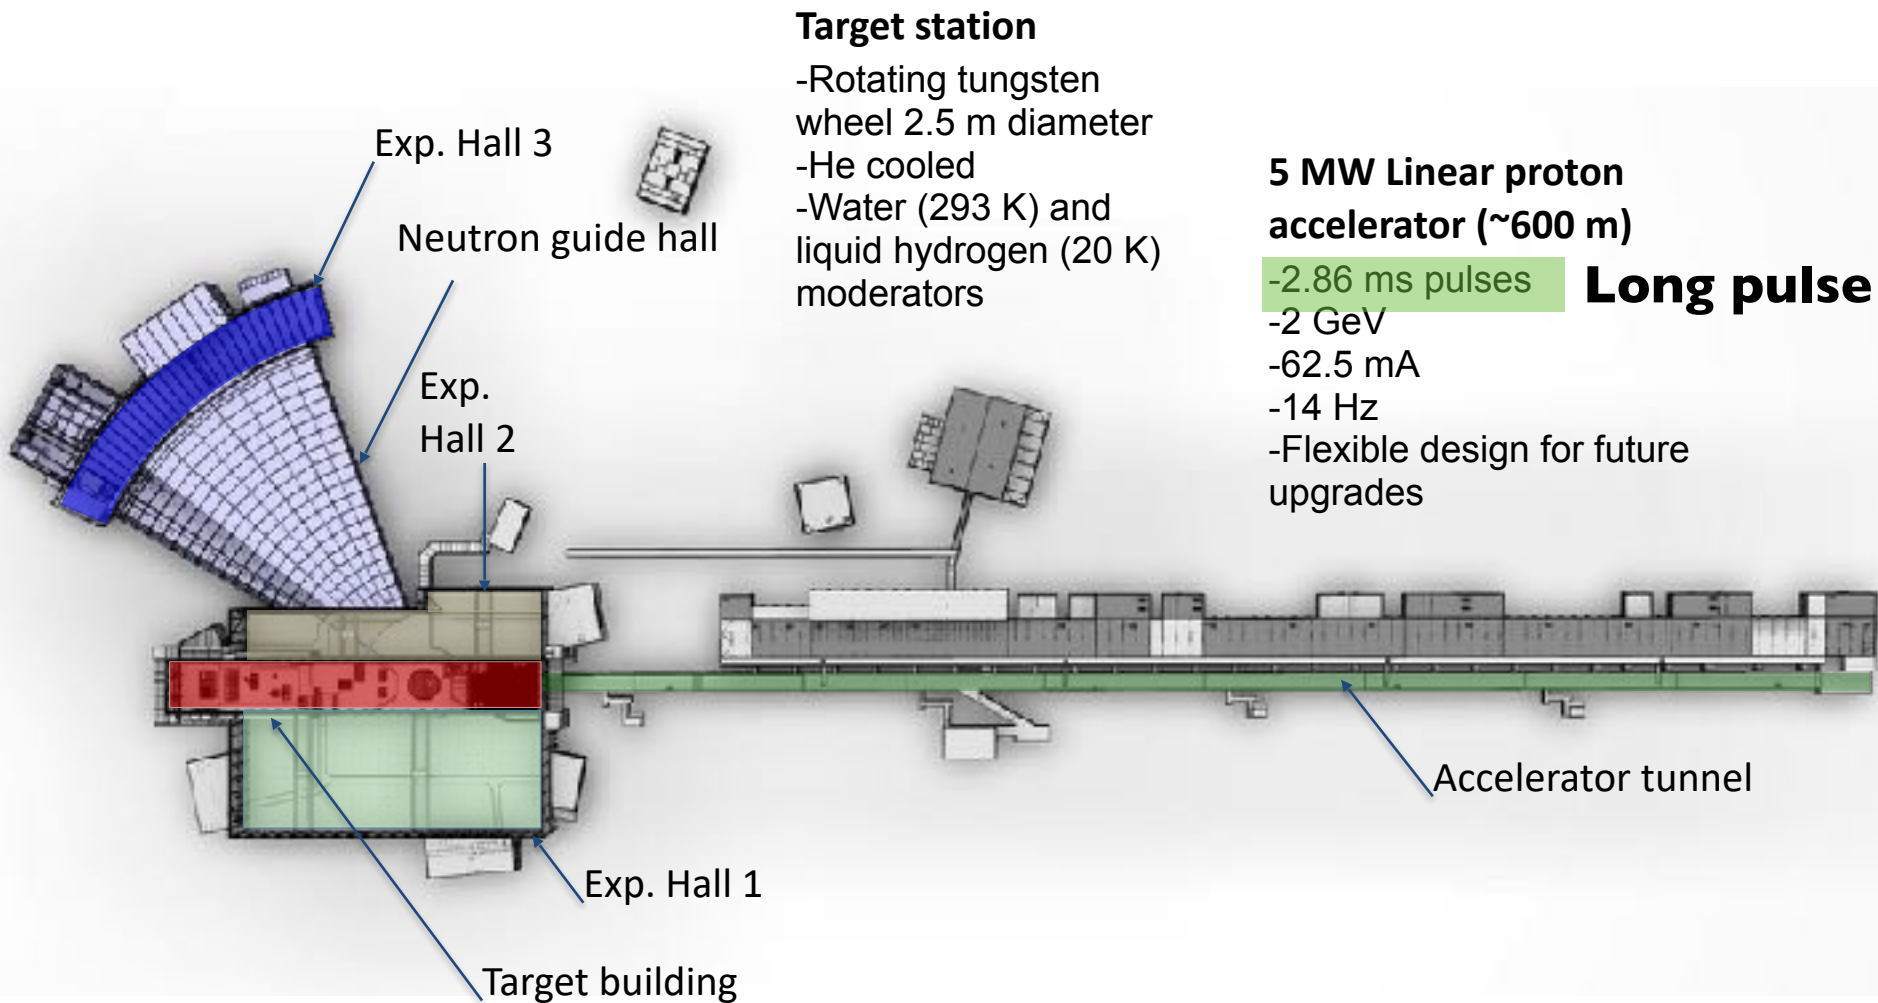 Target station
-Rotating tungsten
wheel 2.5 m diameter
-He cooled
-Water (293 K) and
liquid hydrogen (20 K)
moderators
Exp. Hall 3
Neutron guide hall
Exp.
Hall 2
5 MW Linear proton
accelerator (~600 m)
-2.86 ms pulses
Long pulse
-2 GeV
-62.5 mA
-14 Hz
-Flexible design for future
upgrades
Accelerator tunnel
Exp. Hall 1
Target building